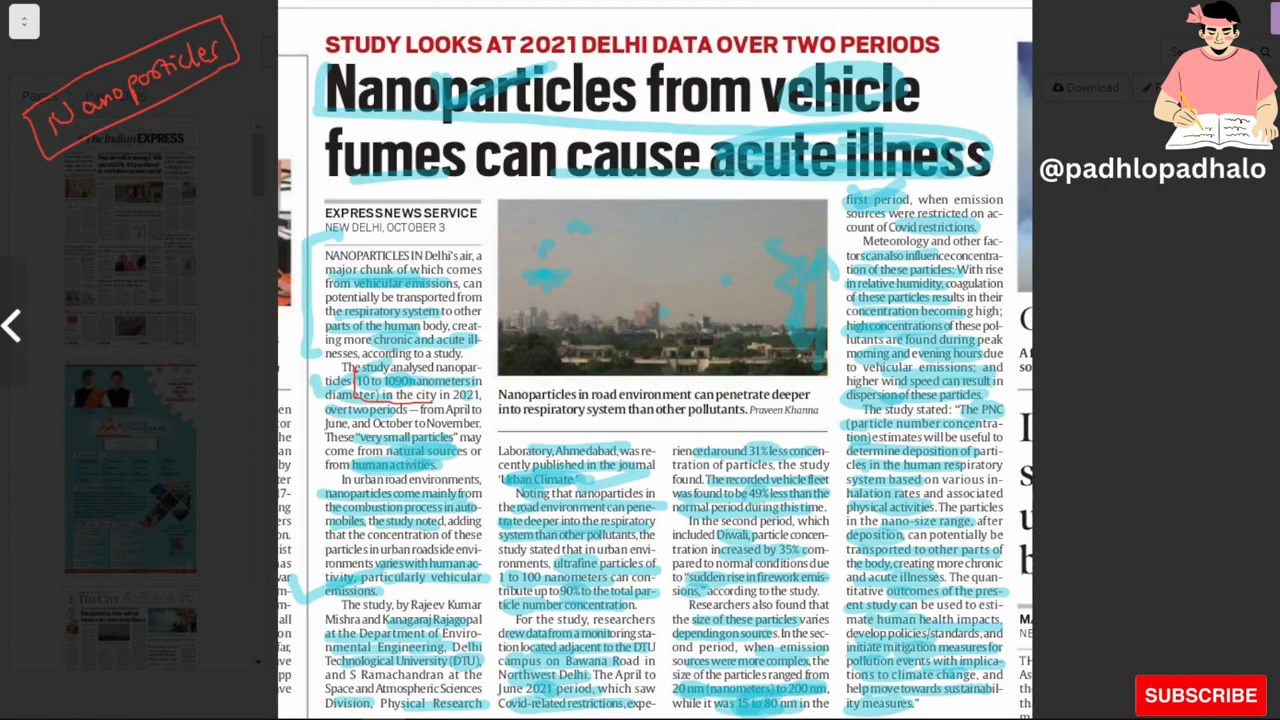 Nanoparticles
STUDY LOOKS AT 2021 DELHI DATA OVER TWO PERIODS
Nanoparticles from vehicle
fumes can cause acute illness
EXPRESS NEWS SERVICE
NEW DELHI, OCTOBER 3
NANOPARTICLES IN Delhi's air, a
major chunk of which comes
from vehicular emissions, can
potentially be transported from
the respiratory system to other
parts of the human body, creat-
ing more chronic and acute ill-
nesses, according to a study.
The study analysed nanopar-
ticles (10 to 1090 nanometers in
diameter) in the city in 2021,
over two periods — from April to
June, and October to November.
These "very small particles" may
come from natural sources or
from human activities.
In urban road environments,
nanoparticles come mainly from
the combustion process in auto-
mobiles, the study noted, adding
that the concentration of these
particles in urban roadside envi-
ronments varies with human ac-
tivity, particularly vehicular
emissions.
The study, by Rajeev Kumar
Mishra and Kanagaraj Rajagopal
at the Department of Enviro-
nmental Engineering, Delhi
Technological University (DTU),
and S Ramachandran at the
Space and Atmospheric Sciences
Division, Physical Research
Nanoparticles in road environment can penetrate deeper
into respiratory system than other pollutants. Praveen Khanna
Laboratory, Ahmedabad, was re-
cently published in the journal
'Urban Climate.'
Noting that nanoparticles in
the road environment can pene-
trate deeper into the respiratory
system than other pollutants, the
study stated that in urban envi-
ronments, ultrafine particles of
1 to 100 nanometers can con-
tribute up to 90% to the total par-
ticle number concentration.
For the study, researchers
drew data from a monitoring sta-
tion located adjacent to the DTU
campus on Bawana Road in
Northwest Delhi. The April to
June 2021 period, which saw
Covid-related restrictions, expe-
rienced around 31% less concen-
tration of particles, the study
found. The recorded vehicle fleet
was found to be 49% less than the
normal period during this time.
In the second period, which
included Diwali, particle concen-
tration increased by 35% com-
pared to normal conditions due
to "sudden rise in firework emis-
sions," according to the study.
Researchers also found that
the size of these particles varies
depending on sources. In the sec-
ond period, when emission
sources were more complex, the
size of the particles ranged from
20 nm (nanometers) to 200 nm,
while it was 15 to 80 nm in the
first period, when emission
sources were restricted on ac-
count of Covid restrictions.
Meteorology and other fac-
tors can also influence concentra-
tion of these particles: With rise
in relative humidity, coagulation
of these particles results in their
concentration becoming high;
high concentrations of these pol-
lutants are found during peak
morning and evening hours due
to vehicular emissions; and
higher wind speed can result in
dispersion of these particles.
The study stated: "The PNC
(particle number concentra-
tion) estimates will be useful to
determine deposition of parti-
cles in the human respiratory
system based on various in-
halation rates and associated
physical activities. The particles
in the nano-size range, after
deposition, can potentially be
transported to other parts of
the body, creating more chronic
and acute illnesses. The quan-
titative outcomes of the pres-
ent study can be used to esti-
mate human health impacts,
develop policies/standards, and
initiate mitigation measures for
pollution events with implica-
tions to climate change, and
help move towards sustainabil-
ity measures."
Download
@padhlopadhalo
SUBSCRIBE
The Indian EXPRESS
THE CITY